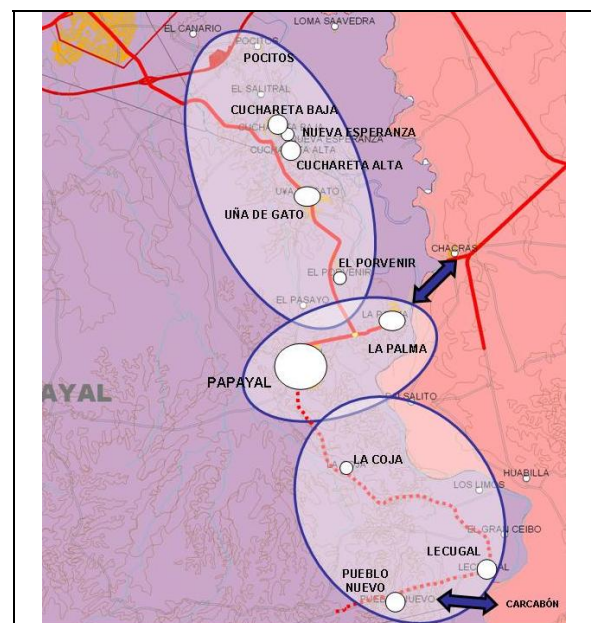 EL CANARIO
LOMA SAAVEDRA
POCITOS
POCITOS
EL SALITRAL
CUCHARETA BAJA
NUEVA ESPERANZA
CUCHARETA ALTA
UÑA DE GATO
CHACRAS
EL PORVENIR
EL PORVENIR
EL PASAYO
LA PALMA
PAPAYAL
AYAL
LA COJA
HUABILLA
LOS LIMOS
EL GRAN CEIBO
LECUGAL
PUEBLO
NUEVO
CARCABÓN